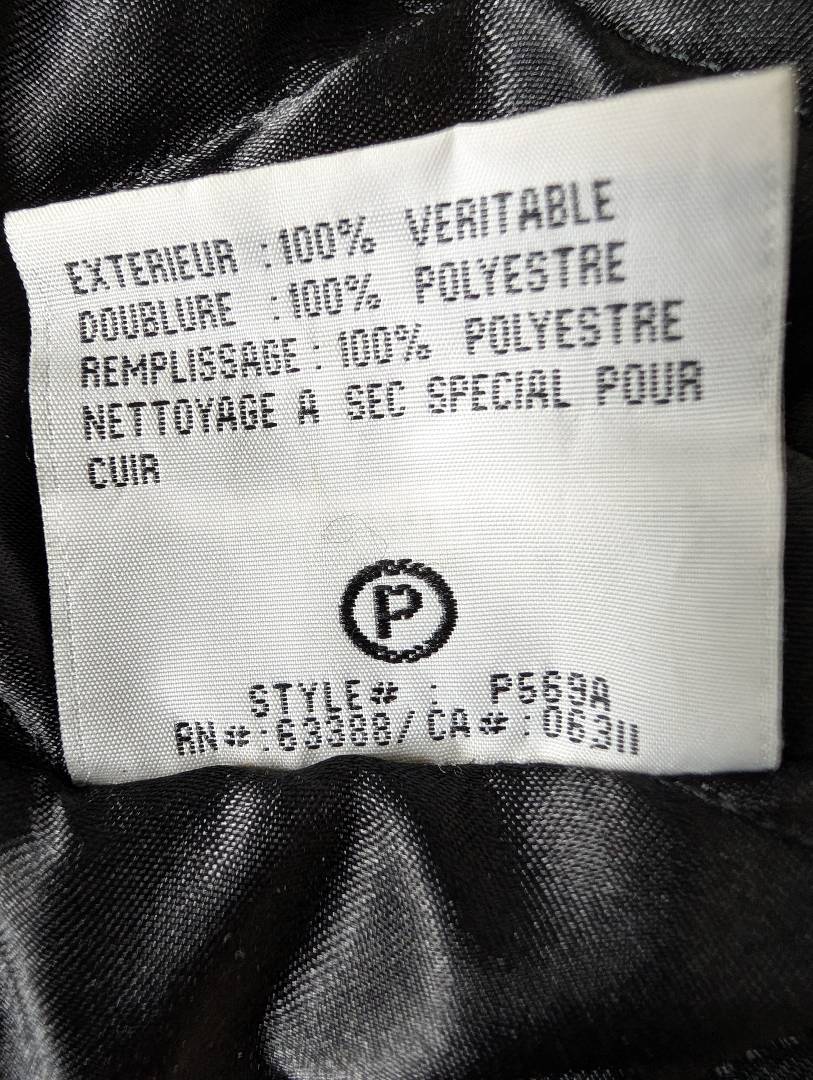 EXTERIEUR :100% VERITABLE
DOUBLURE :100% POLYESTRE
REMPLISSAGE: 100% POLYESTRE
NETTOYAGE A SEC SPECIAL POUR
CUIR
P
STYLE# : P569A
RN#:63388/CA#:06311